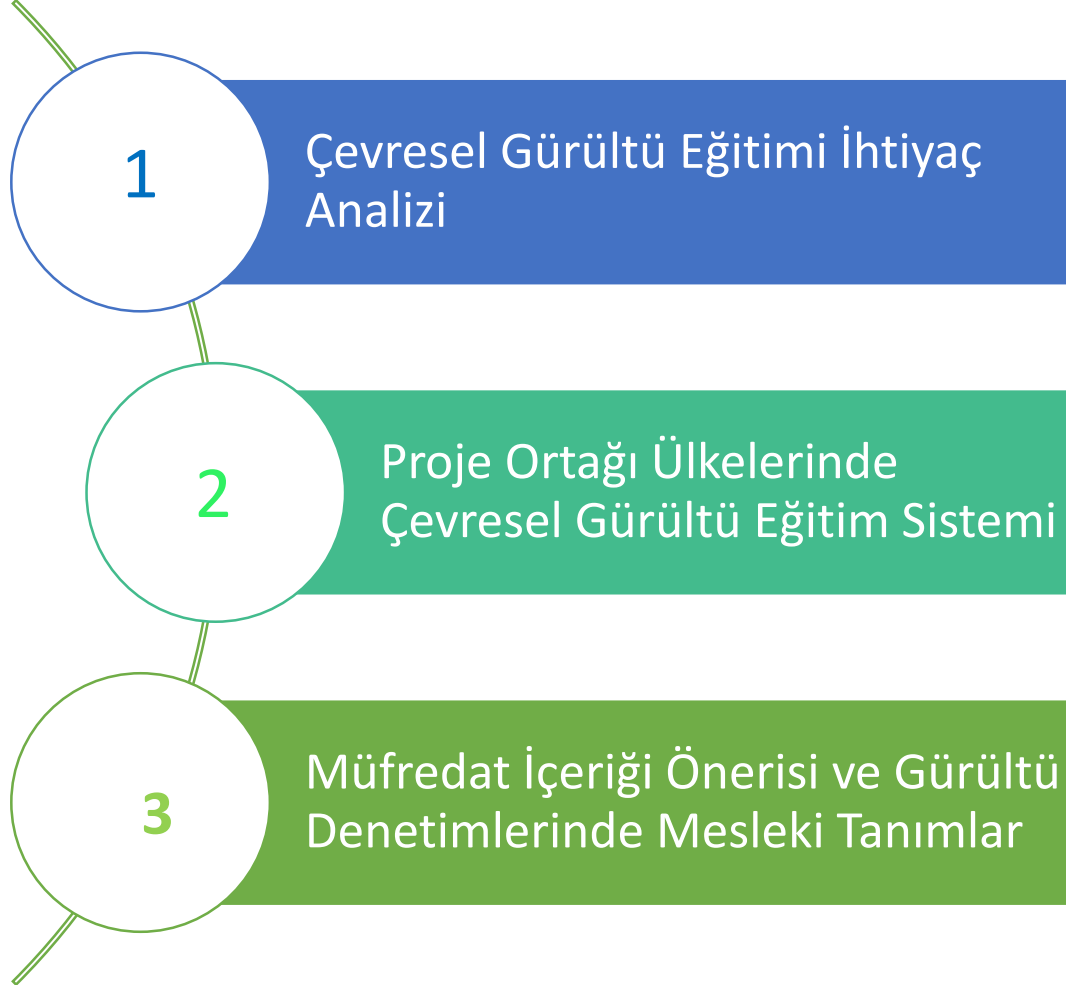 1
Çevresel Gürültü Eğitimi İhtiyaç
Analizi
2
Proje Ortağı Ülkelerinde
Çevresel Gürültü Eğitim Sistemi
3
Müfredat İçeriği Önerisi ve Gürültü
Denetimlerinde Mesleki Tanımlar